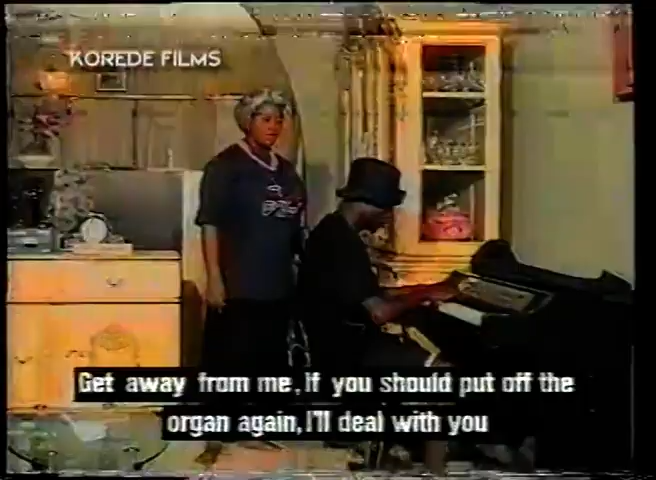 KOREDE FILMS
Get away from me, If you should put off the
organ again, I'll deal with you